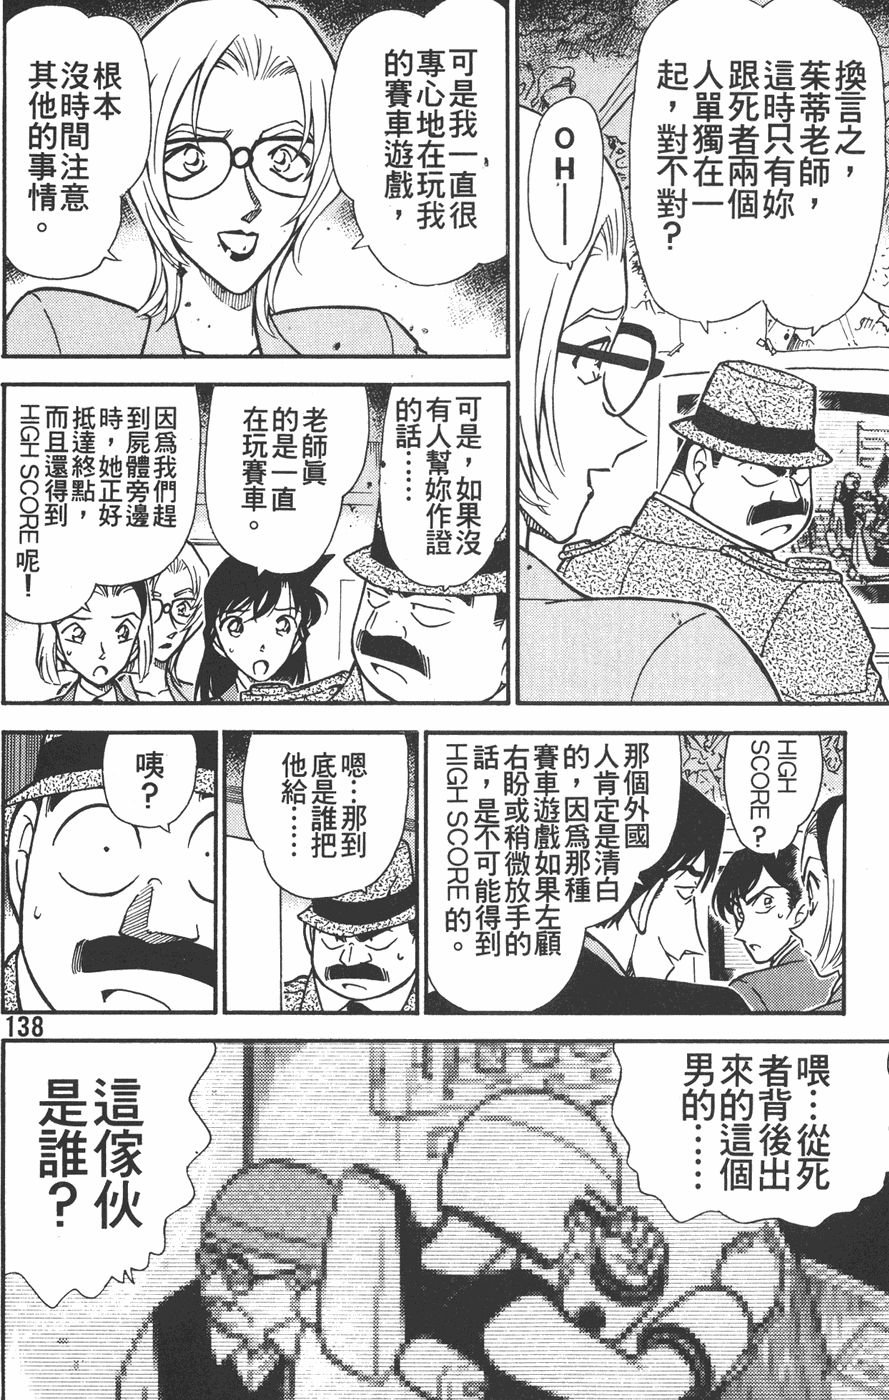 換言之，
茱蒂老師，
這時只有妳
跟死者兩個
人單獨在一
起，對不對？
OH——
可是我一直很
專心地在玩我
的賽車遊戲，
根本
沒時間注意
其他的事情。
可是，如果沒
有人幫妳作證
的話……
老師真
的是一直
在玩賽車。
因為我們趕
到屍體旁邊
時，她正好
抵達終點，
而且還得到
HIGH SCORE呢！
HIGH
SCORE？
那個外國
人肯定是清白
的，因為那種
賽車遊戲如果左顧
右盼或稍微放手的
話，是不可能得到
HIGH SCORE的。
嗯…那到
底是誰把
他給……
咦？
138
喂…從死
者背後出
來的這個
男的……
這傢伙
是誰？